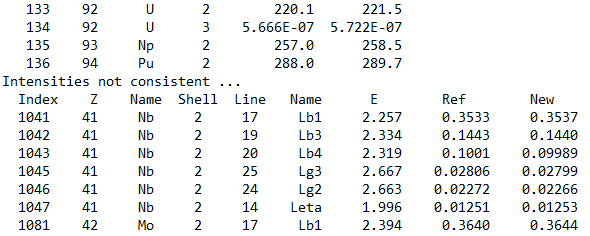 133 92 U 2 220.1 221.5
134 92 U 3 5.666E-07 5.722E-07
135 93 Np 2 257.0 258.5
136 94 Pu 2 288.0 289.7
Intensities not consistent ...
Index Z Name Shell Line Name E Ref New
1041 41 Nb 2 17 Lb1 2.257 0.3533 0.3537
1042 41 Nb 2 19 Lb3 2.334 0.1443 0.1440
1043 41 Nb 2 20 Lb4 2.319 0.1001 0.09989
1045 41 Nb 2 25 Lg3 2.667 0.02806 0.02799
1046 41 Nb 2 24 Lg2 2.663 0.02272 0.02266
1047 41 Nb 2 14 Leta 1.996 0.01251 0.01253
1081 42 Mo 2 17 Lb1 2.394 0.3640 0.3644